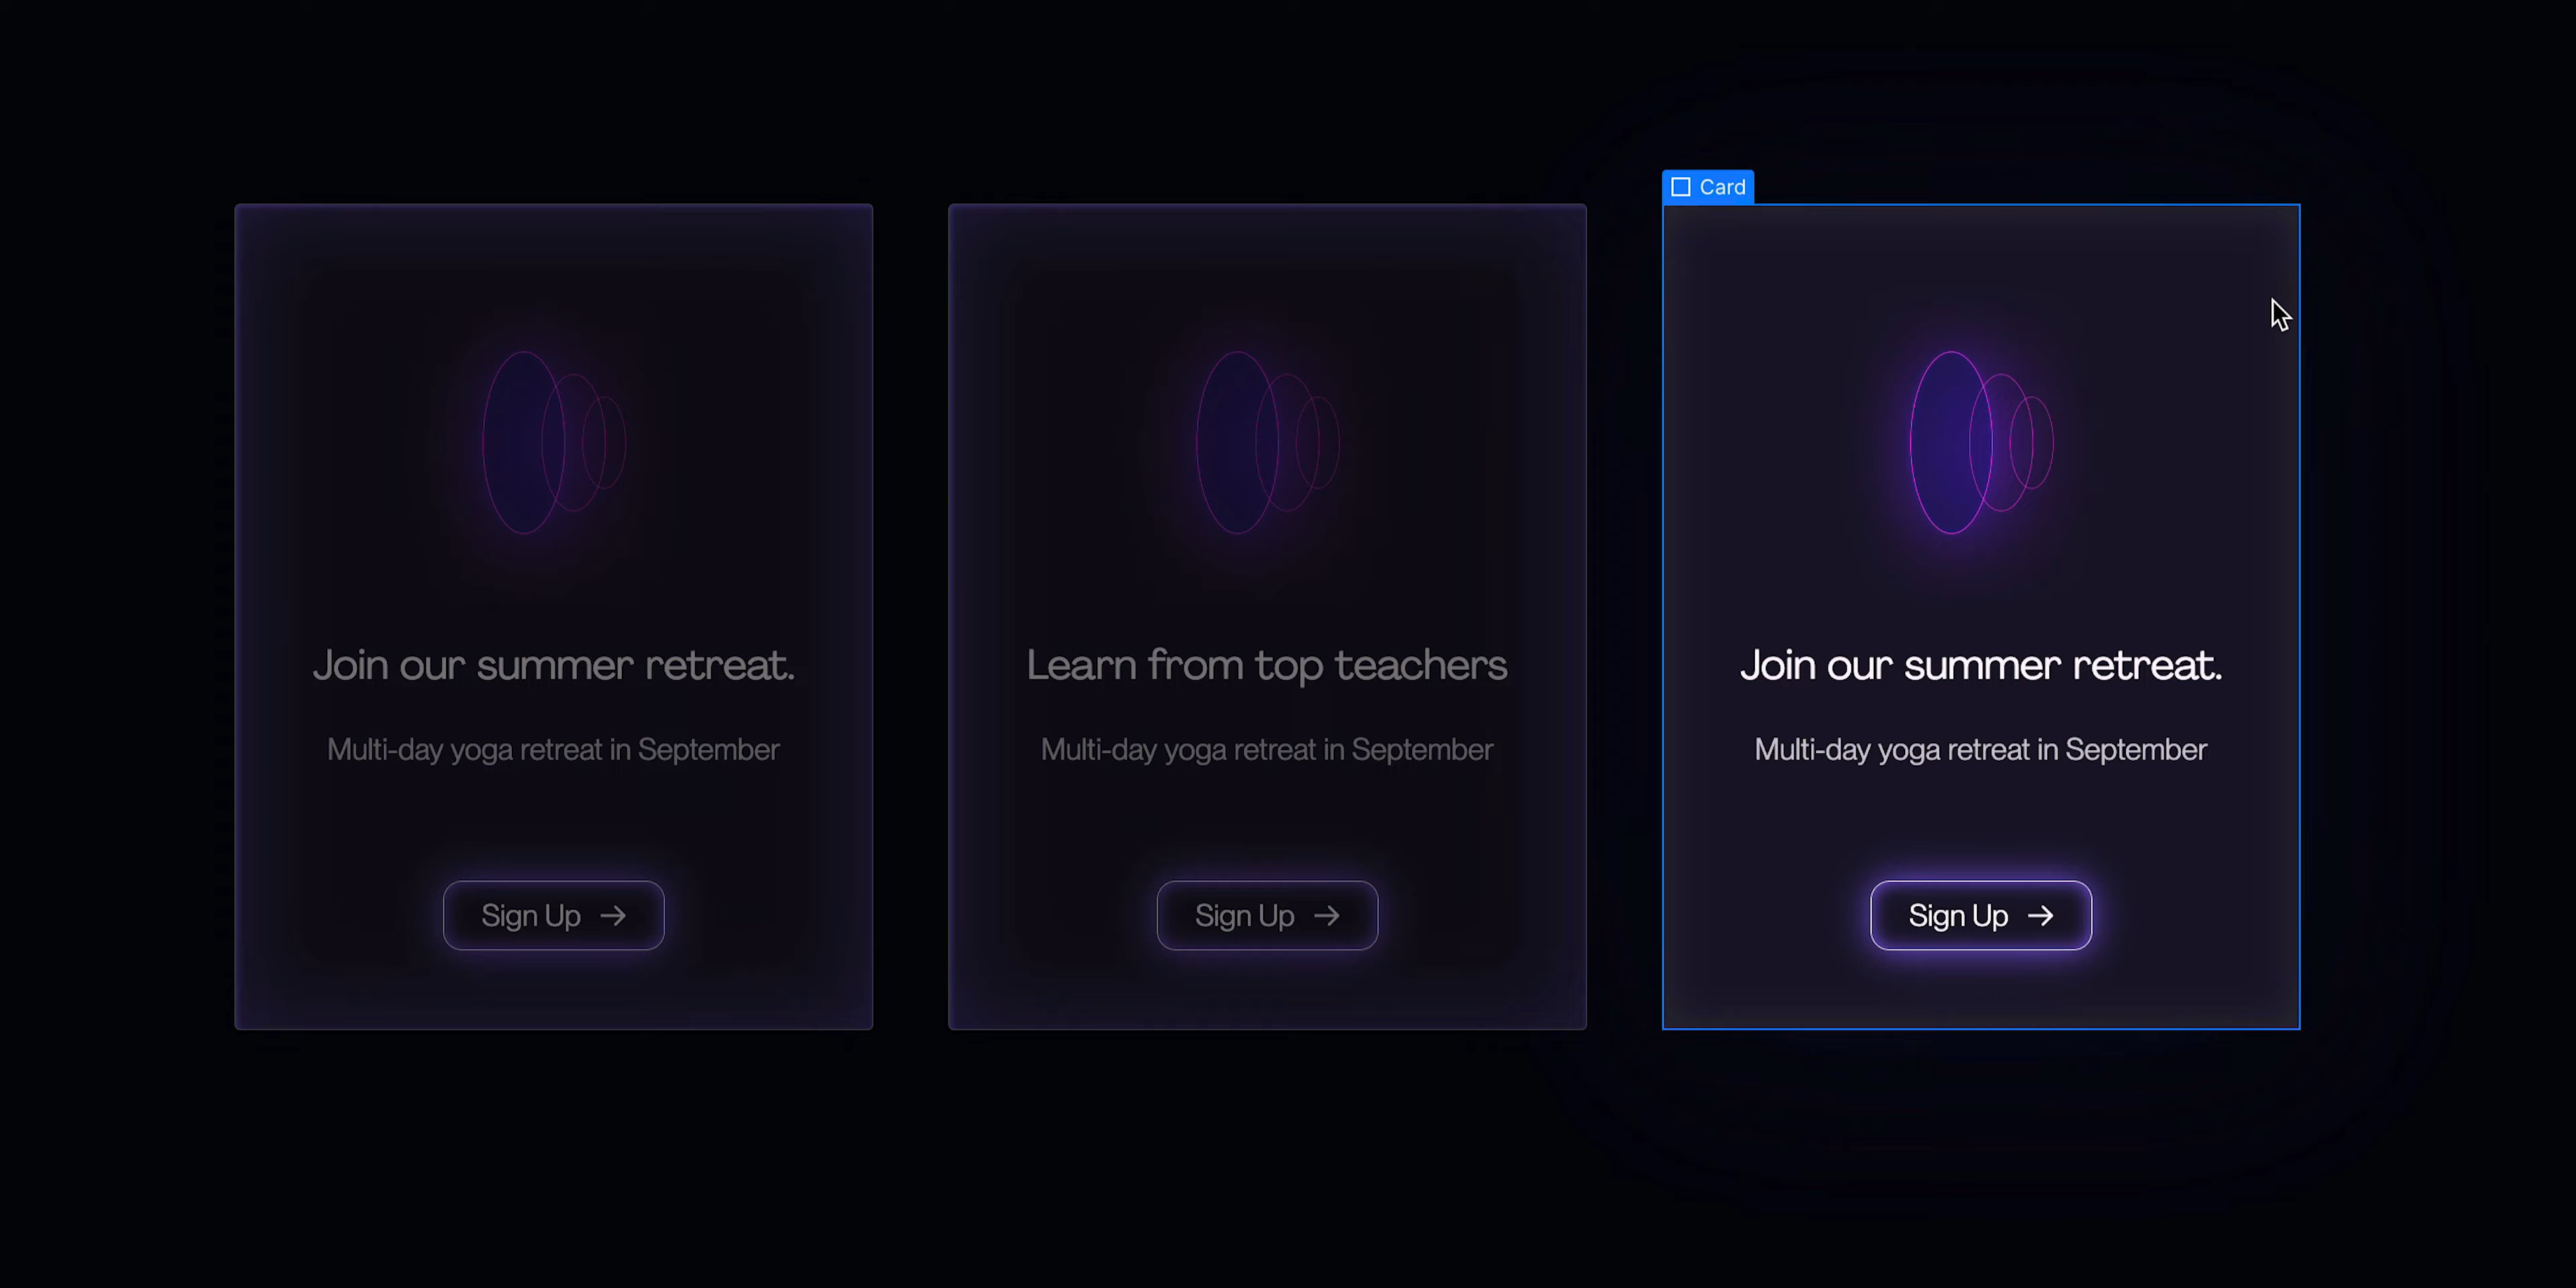 Card
Join our summer retreat.
Multi-day yoga retreat in September
Sign Up →
Learn from top teachers
Multi-day yoga retreat in September
Sign Up →
Join our summer retreat.
Multi-day yoga retreat in September
Sign Up →